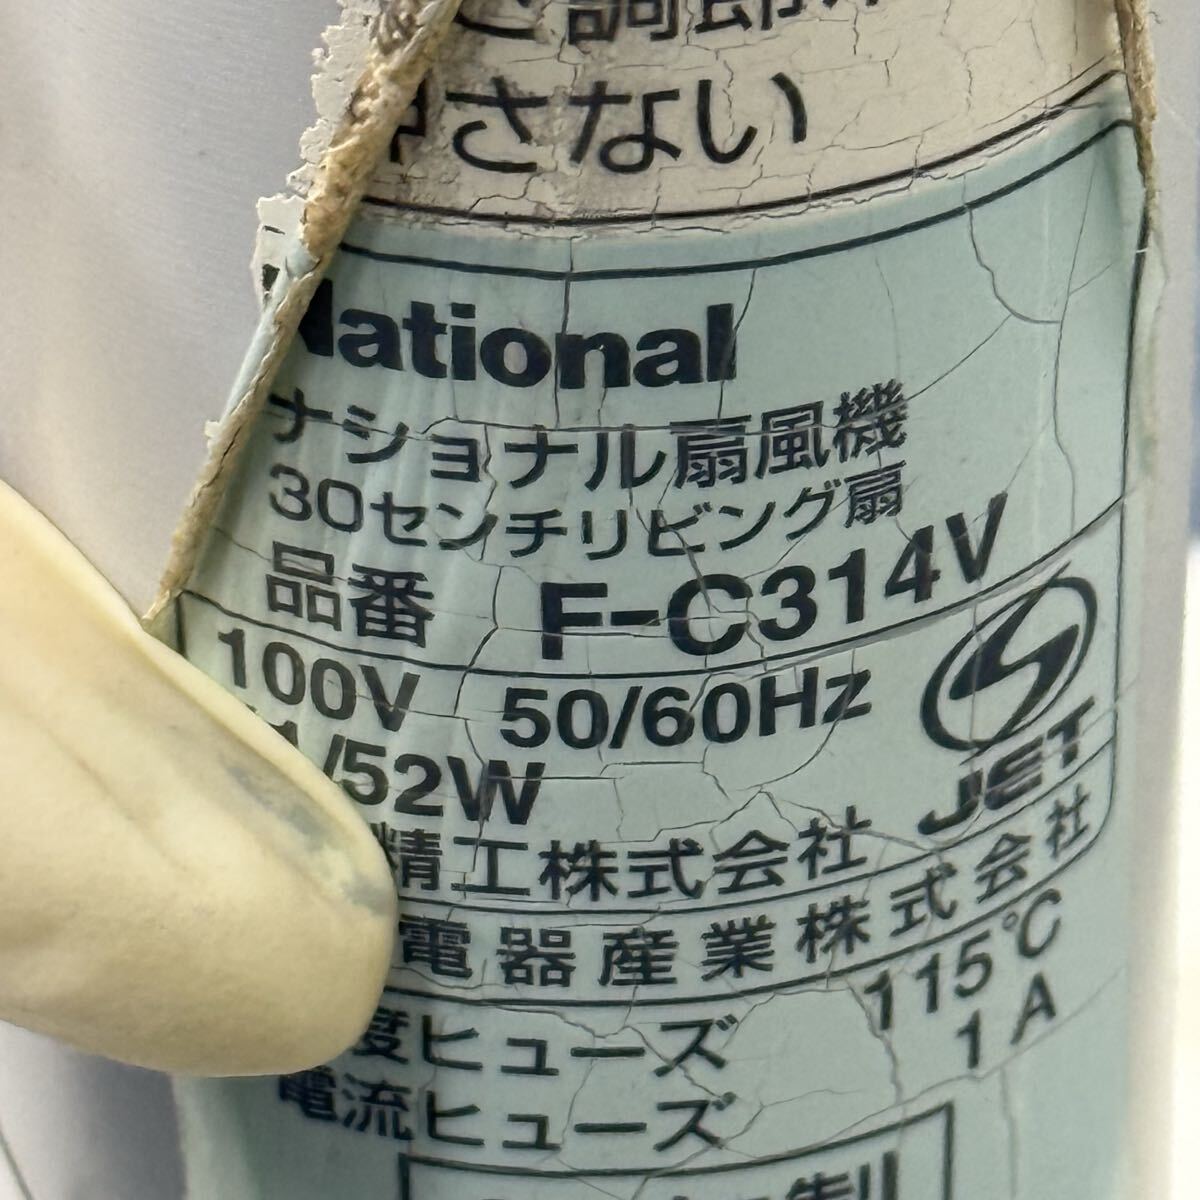 さない
National
ナショナル扇風機
30センチリビング扇
品番 F-C314V
100V 50/60Hz
/52W
JET
精工株式会社
電器産業株式会社
度ヒューズ 115℃
電流ヒューズ 1A